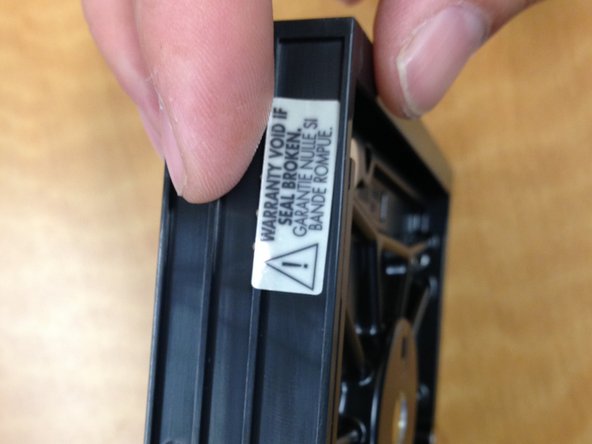 WARRANTY VOID IF
SEAL BROKEN.
GARANTIE NULLE SI
BANDE ROMPUE.